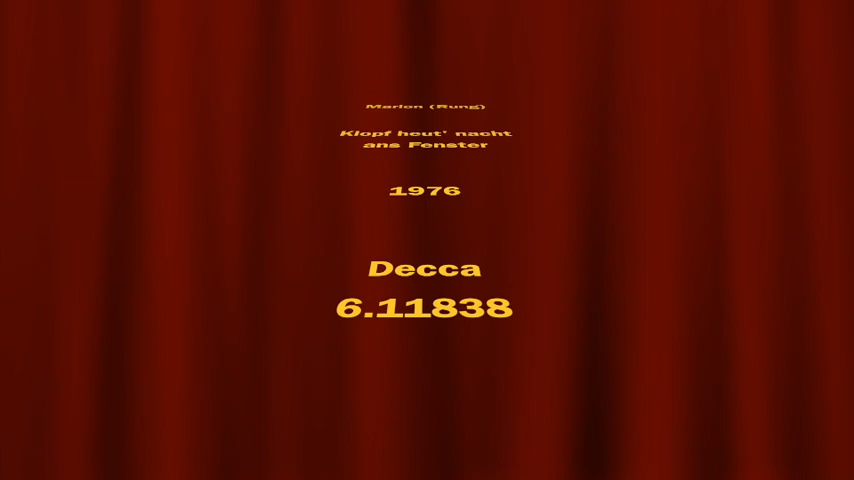 Marion (Rung)
Klopf heut' nacht
ans Fenster
1976
Decca
6.11838